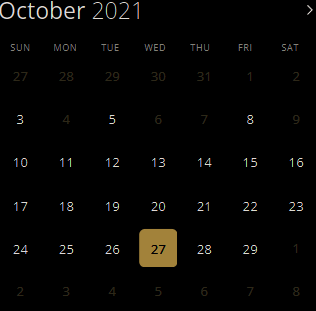 October 2021 >
SUN MON TUE WED THU FRI SAT
27 28 29 30 31 1 2
3 4 5 6 7 8 9
10 11 12 13 14 15 16
17 18 19 20 21 22 23
24 25 26 27 28 29 1
2 3 4 5 6 7 8